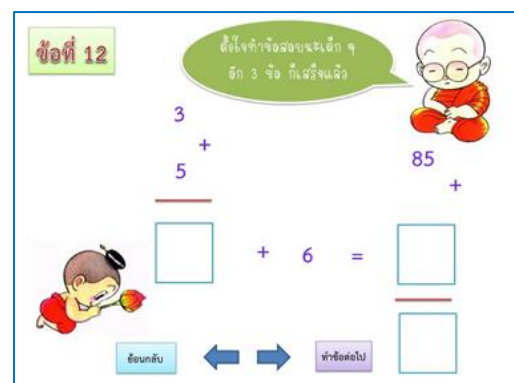 ข้อที่ 12
ตั้งใจทำข้อสอบนะเด็ก ๆ
อีก 3 ข้อ ก็เสร็จแล้ว
3
+
5
85
+
+ 6 =
ย้อนกลับ
ทำข้อต่อไป